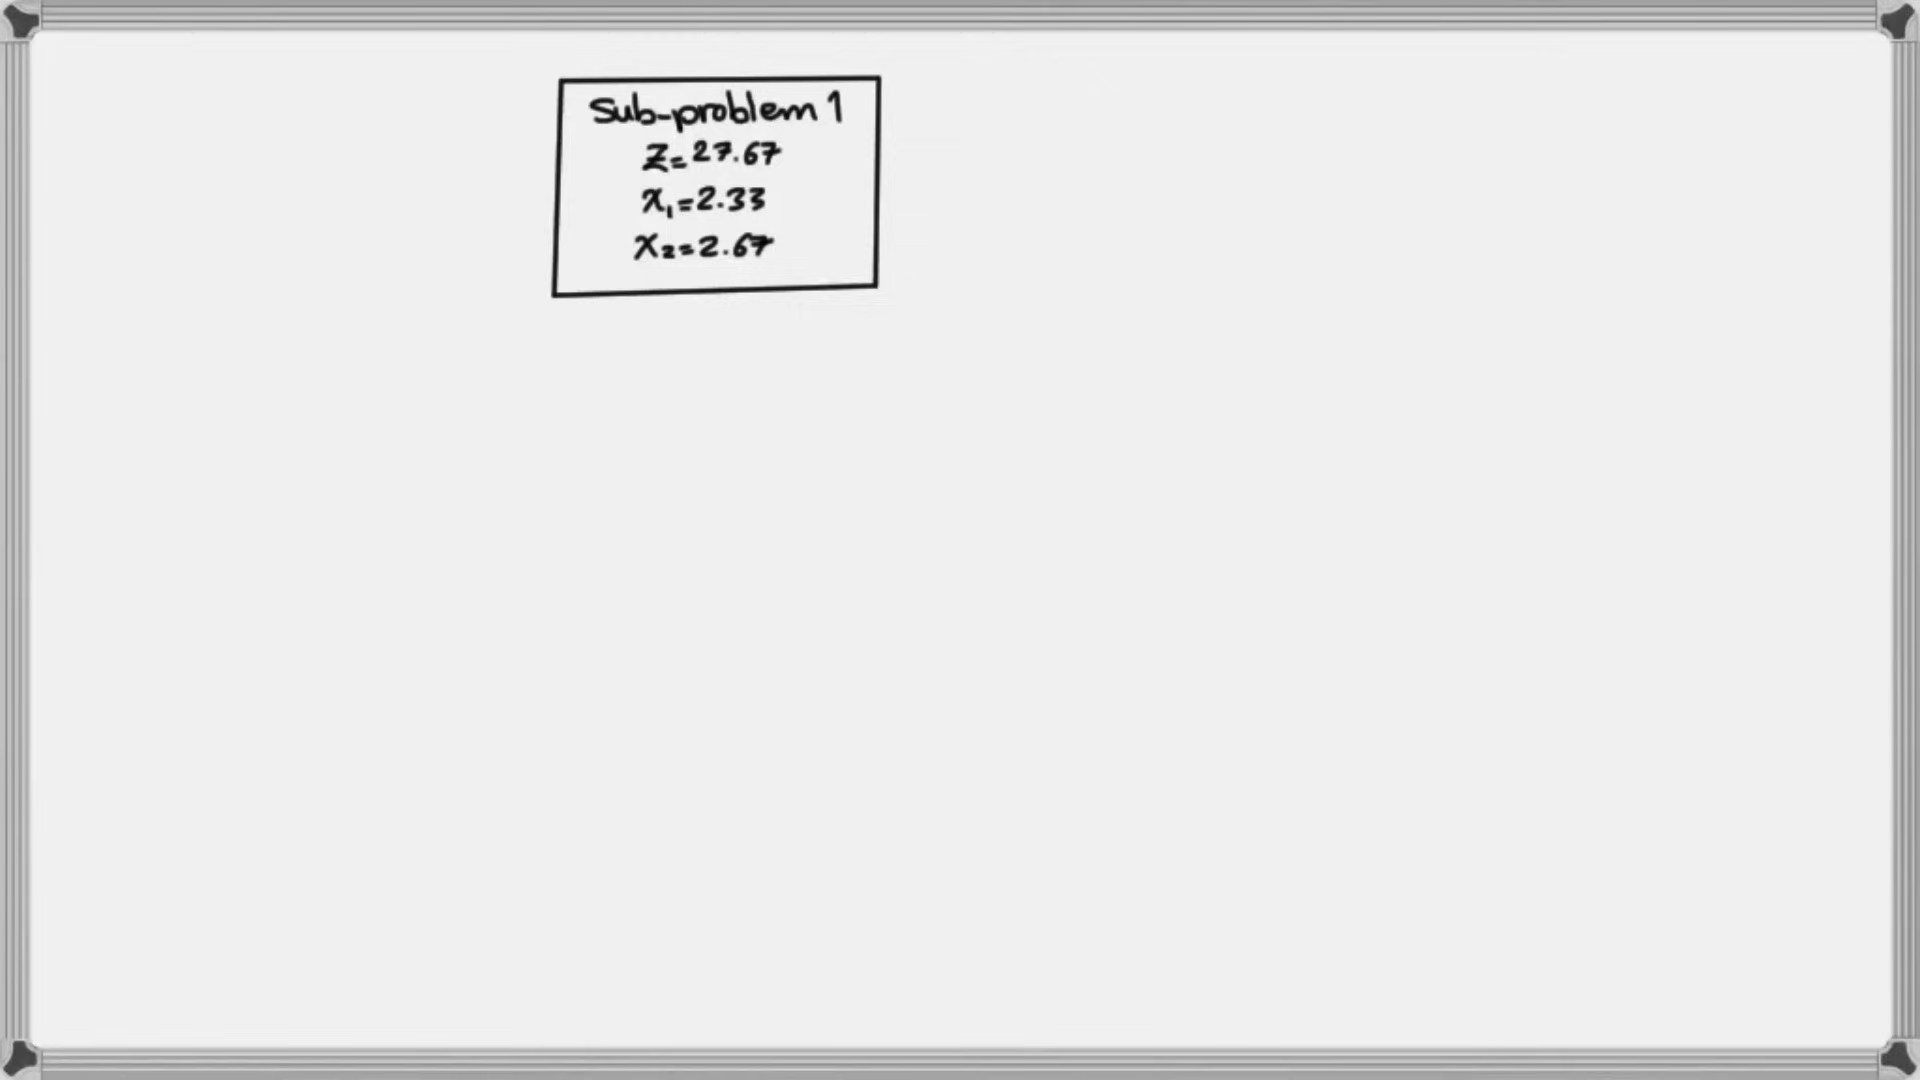 Sub-problem 1
Z=27.67
x₁=2.33
x₂=2.67